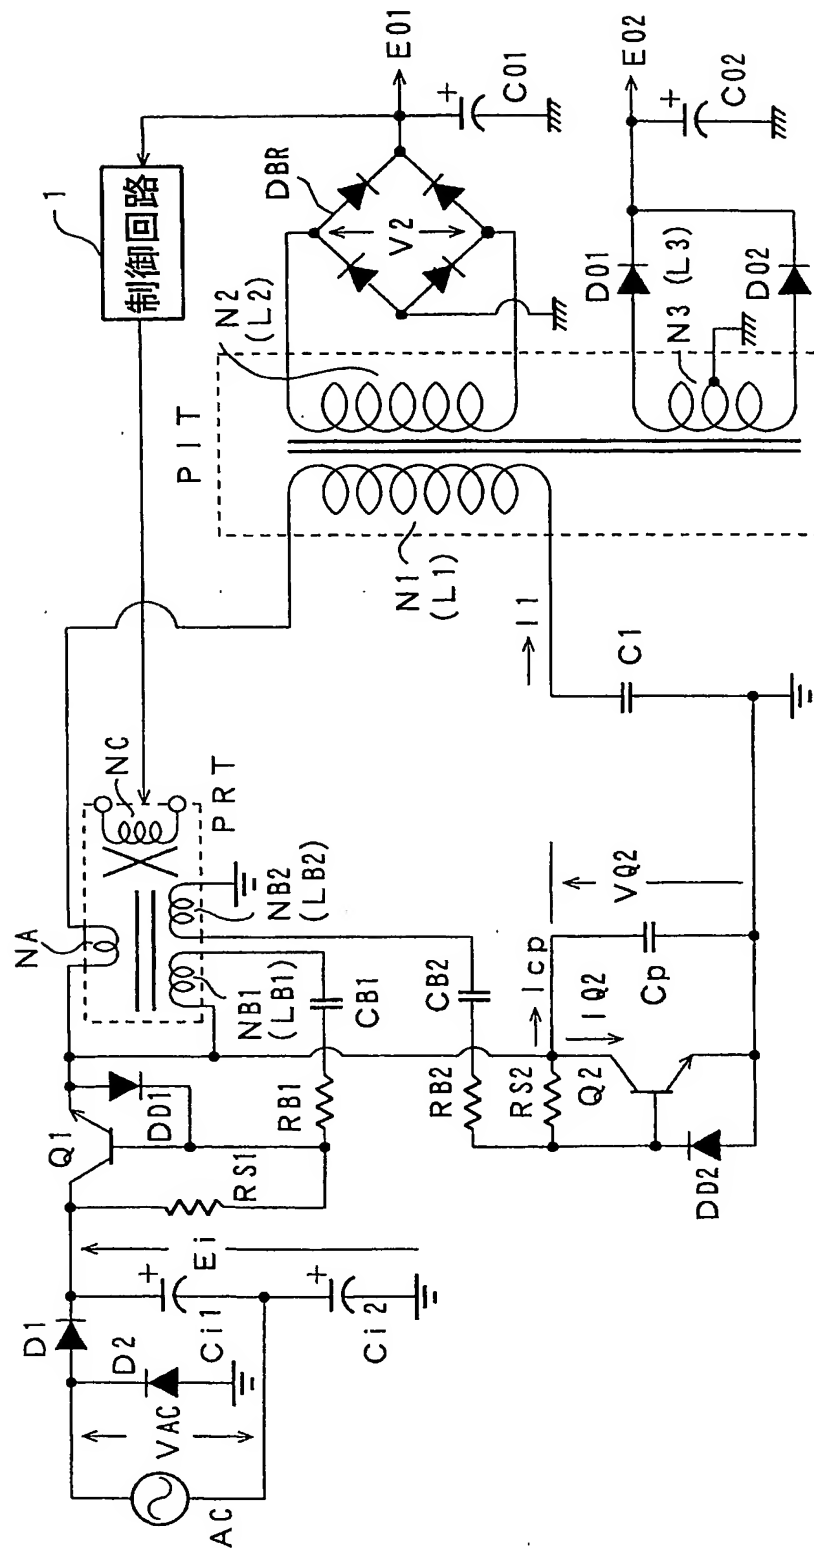 AC
VAC
D1
D2
Ci1
+
Ci2
+
Ei
Q1
RS1
DD1
RB1
CB1
NA
NB1
(LB1)
NB2
(LB2)
NC
PRT
RB2
CB2
RS2
Q2
DD2
Icp
IQ2
Cp
VQ2
I1
C1
N1
(L1)
PIT
N2
(L2)
N3 (L3)
1
制御回路
DBR
V2
E01
+
C01
D01
D02
E02
+
C02